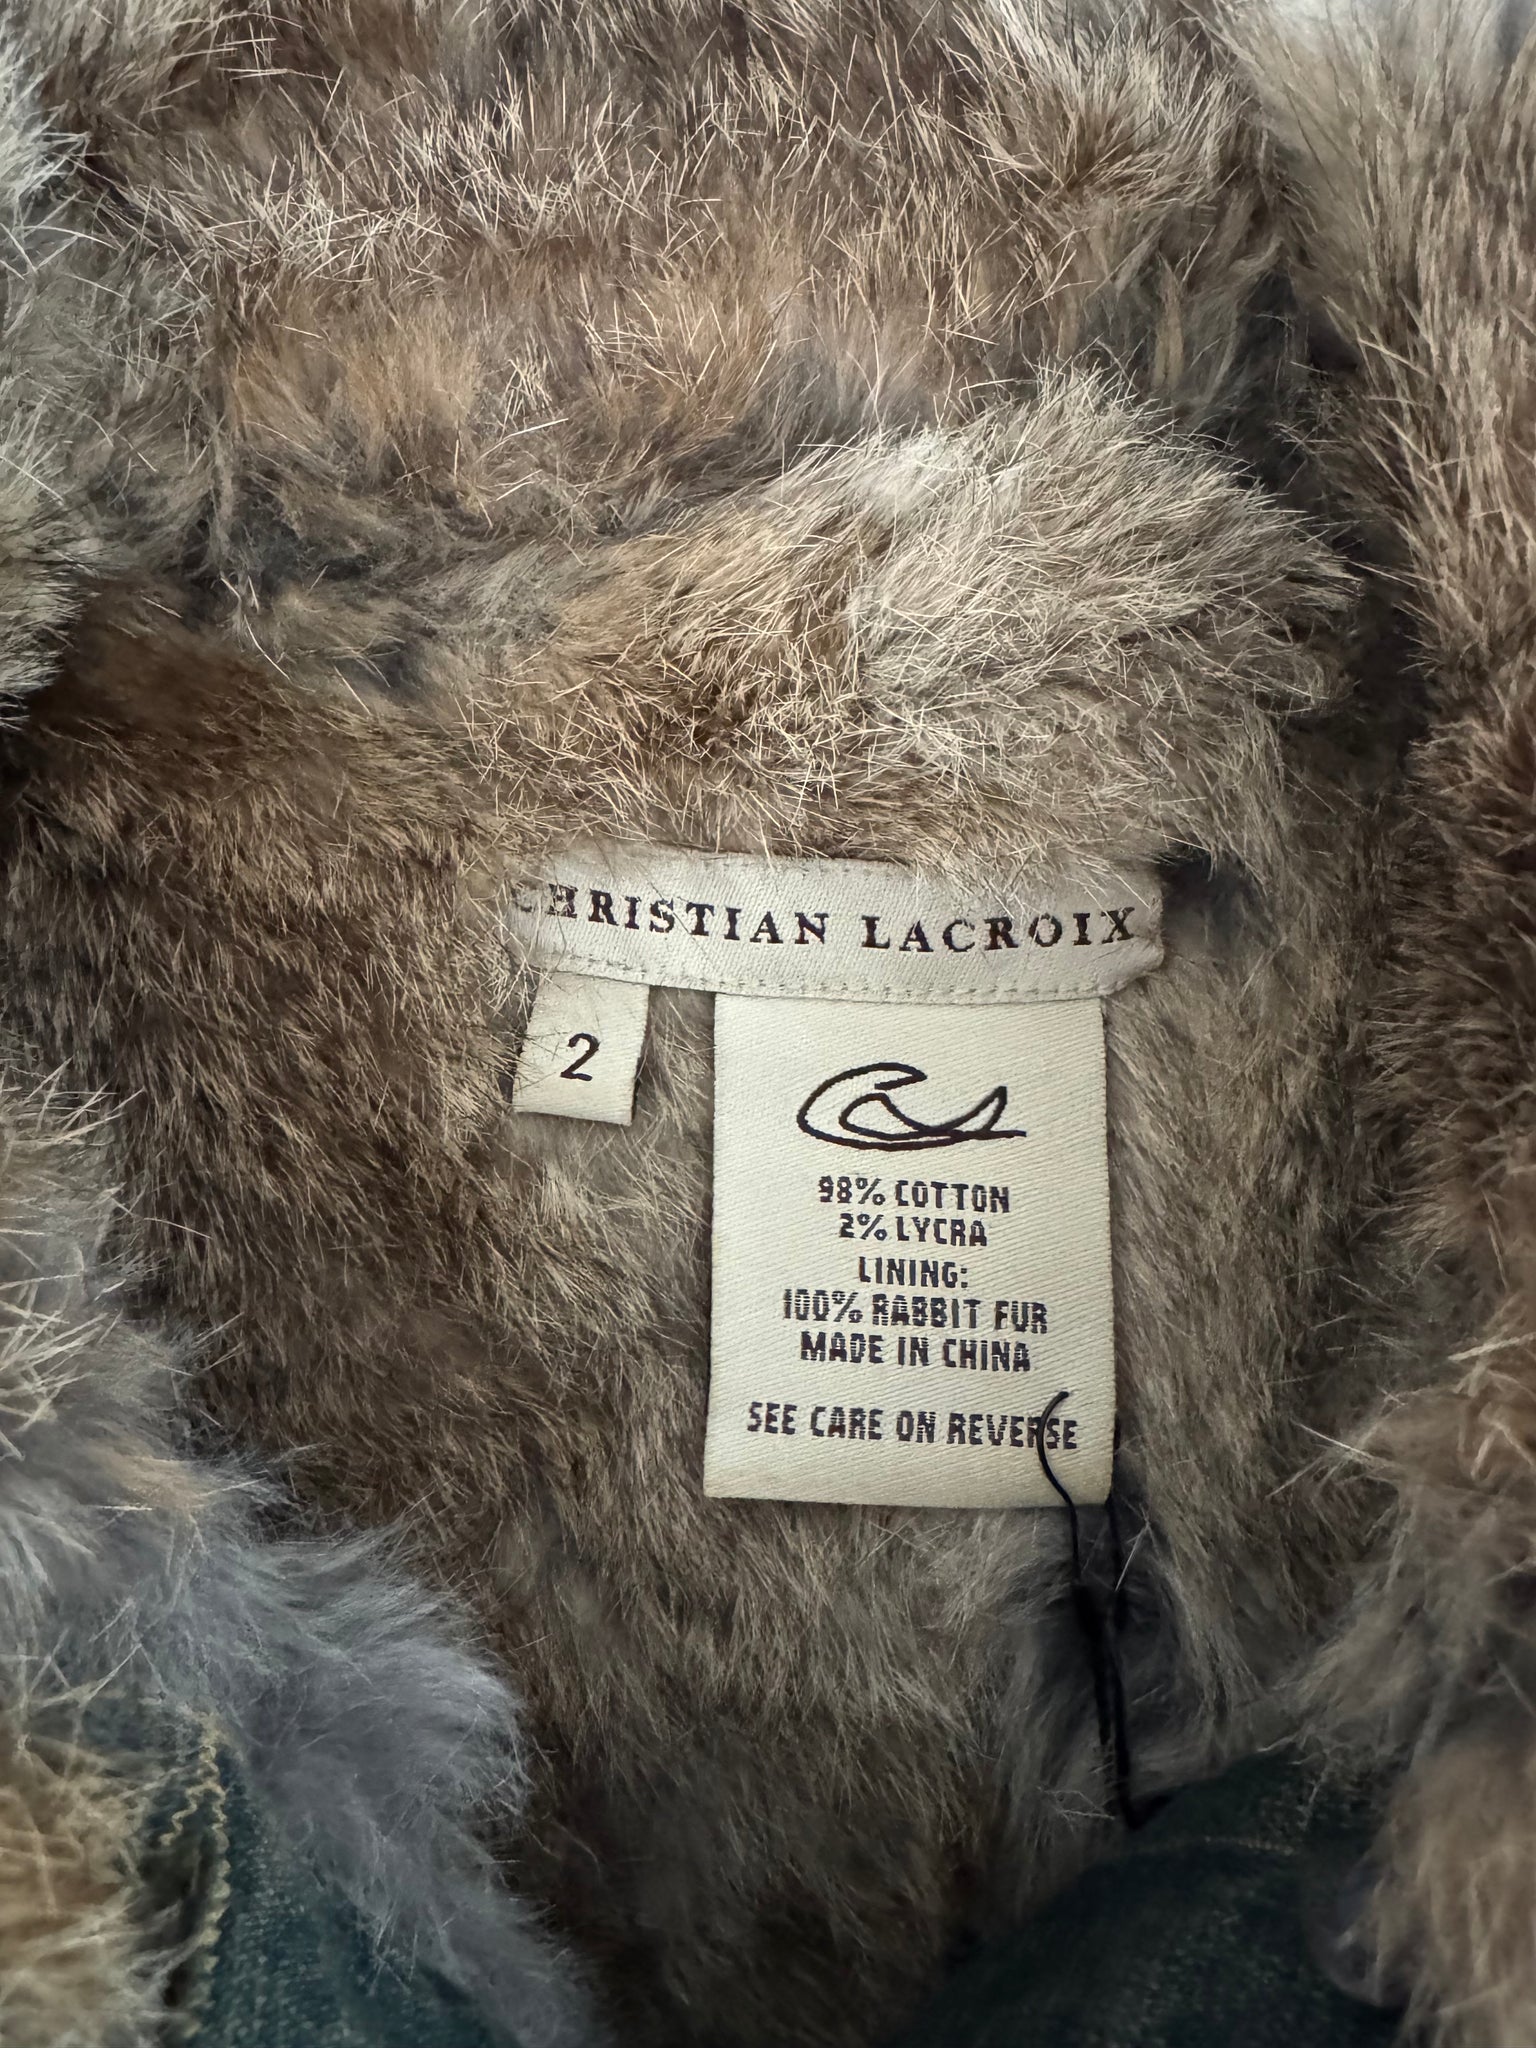 CHRISTIAN LACROIX
2
98% COTTON
2% LYCRA
LINING:
100% RABBIT FUR
MADE IN CHINA
SEE CARE ON REVERSE